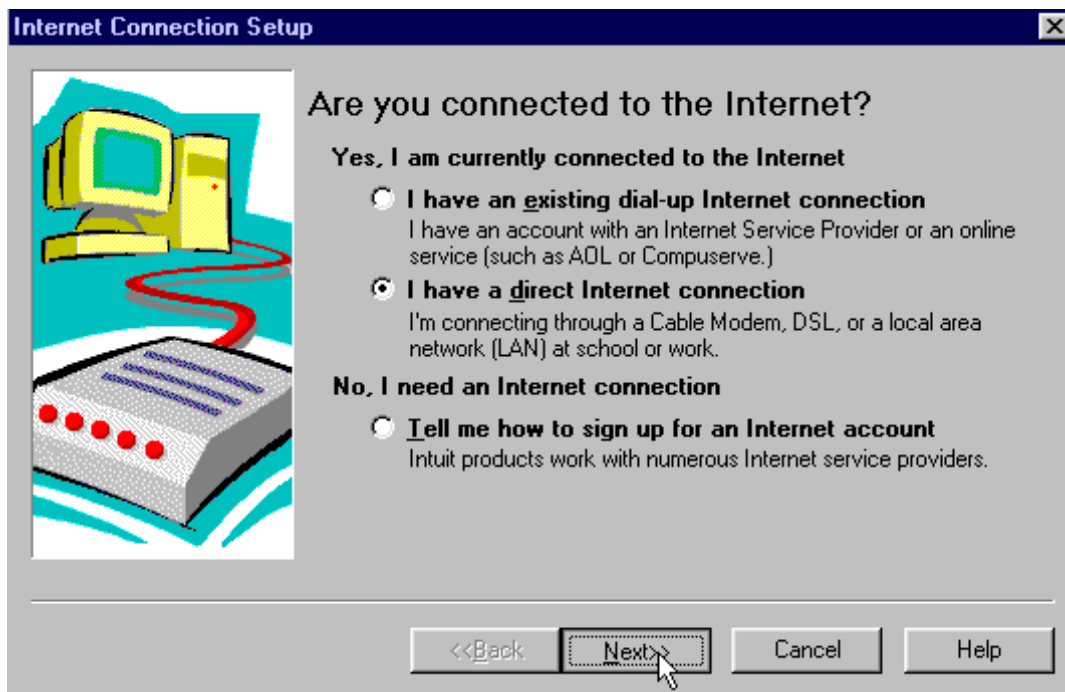 Internet Connection Setup
Are you connected to the Internet?
Yes, I am currently connected to the Internet
I have an existing dial-up Internet connection
I have an account with an Internet Service Provider or an online
service (such as AOL or Compuserve.)
I have a direct Internet connection
I'm connecting through a Cable Modem, DSL, or a local area
network (LAN) at school or work.
No, I need an Internet connection
Tell me how to sign up for an Internet account
Intuit products work with numerous Internet service providers.
<<Back Next>> Cancel Help